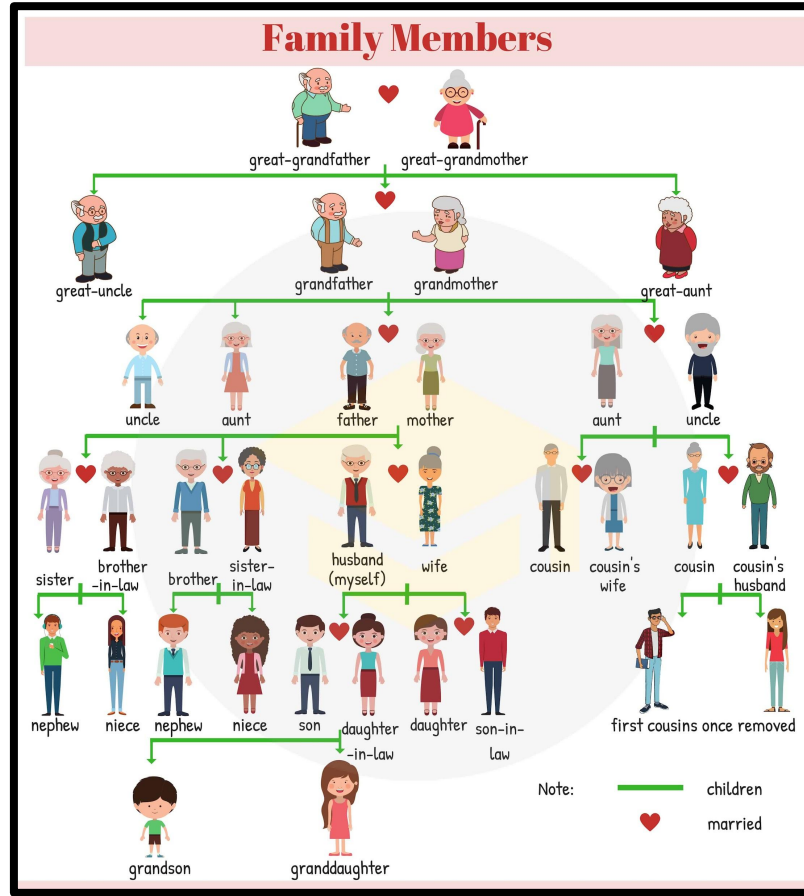 Family Members
great-grandfather great-grandmother
great-uncle grandfather grandmother great-aunt
uncle aunt father mother aunt uncle
sister brother
-in-law brother sister-
in-law husband
(myself) wife cousin cousin's
wife cousin cousin's
husband
nephew niece nephew niece son daughter
-in-law daughter son-in-
law first cousins once removed
Note: children
married
grandson granddaughter